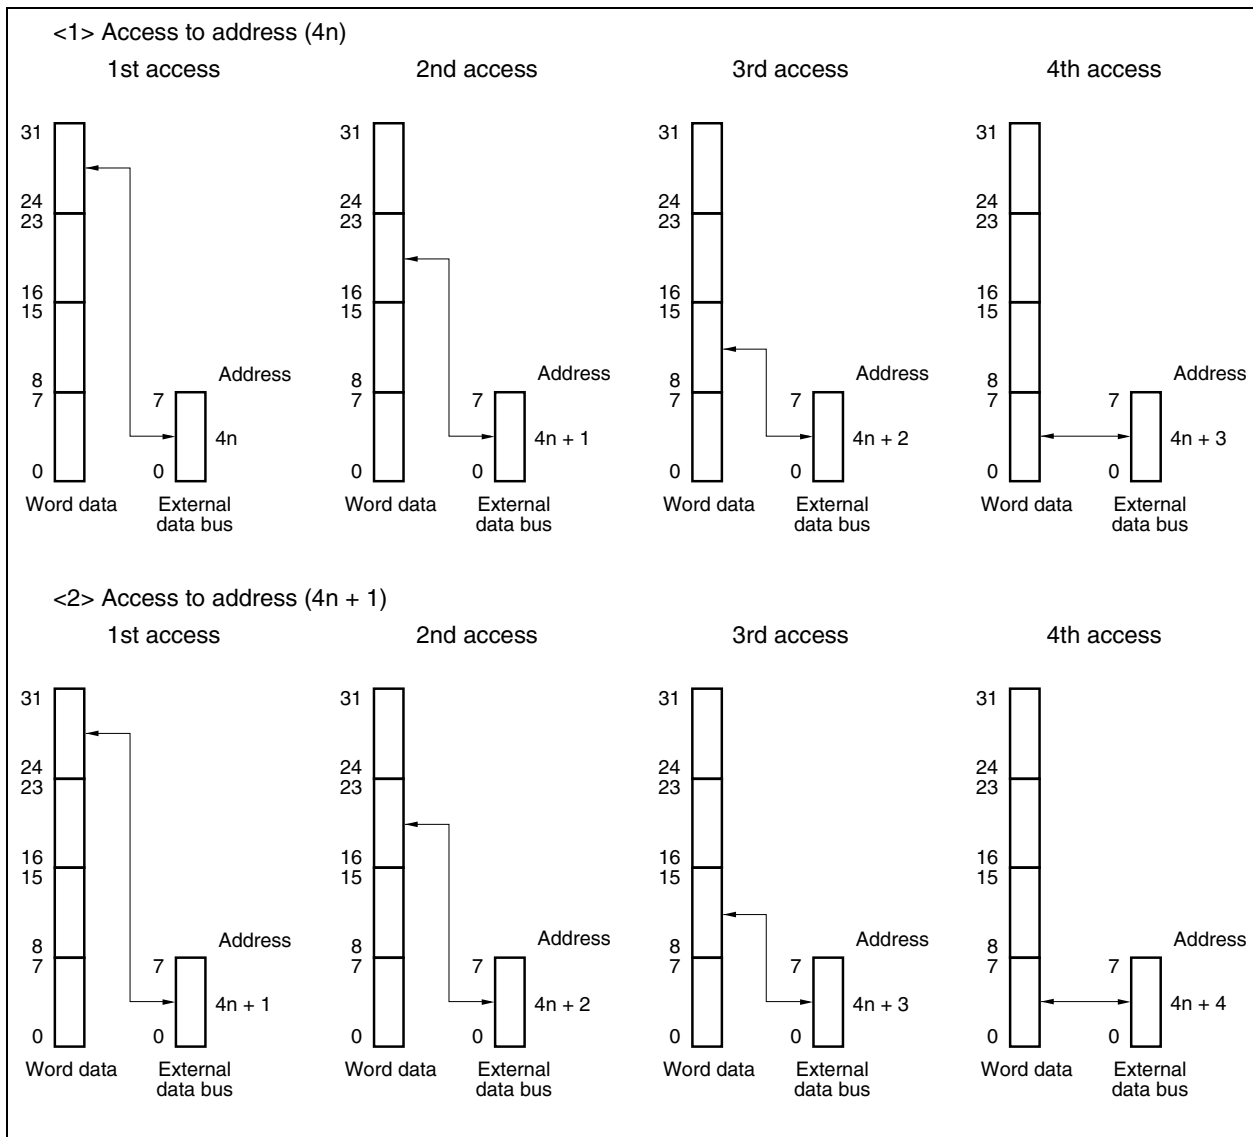 <1> Access to address (4n)
1st access 2nd access 3rd access 4th access
31 31 31 31
24 24 24 24
23 23 23 23
16 16 16 16
15 15 15 15
Address Address Address Address
8 8 8 8
7 7 7 7 7 7 7 7
4n 4n + 1 4n + 2 4n + 3
0 0 0 0 0 0 0 0
Word data External Word data External Word data External Word data External
data bus data bus data bus data bus
<2> Access to address (4n + 1)
1st access 2nd access 3rd access 4th access
31 31 31 31
24 24 24 24
23 23 23 23
16 16 16 16
15 15 15 15
Address Address Address Address
8 8 8 8
7 7 7 7 7 7 7 7
4n + 1 4n + 2 4n + 3 4n + 4
0 0 0 0 0 0 0 0
Word data External Word data External Word data External Word data External
data bus data bus data bus data bus